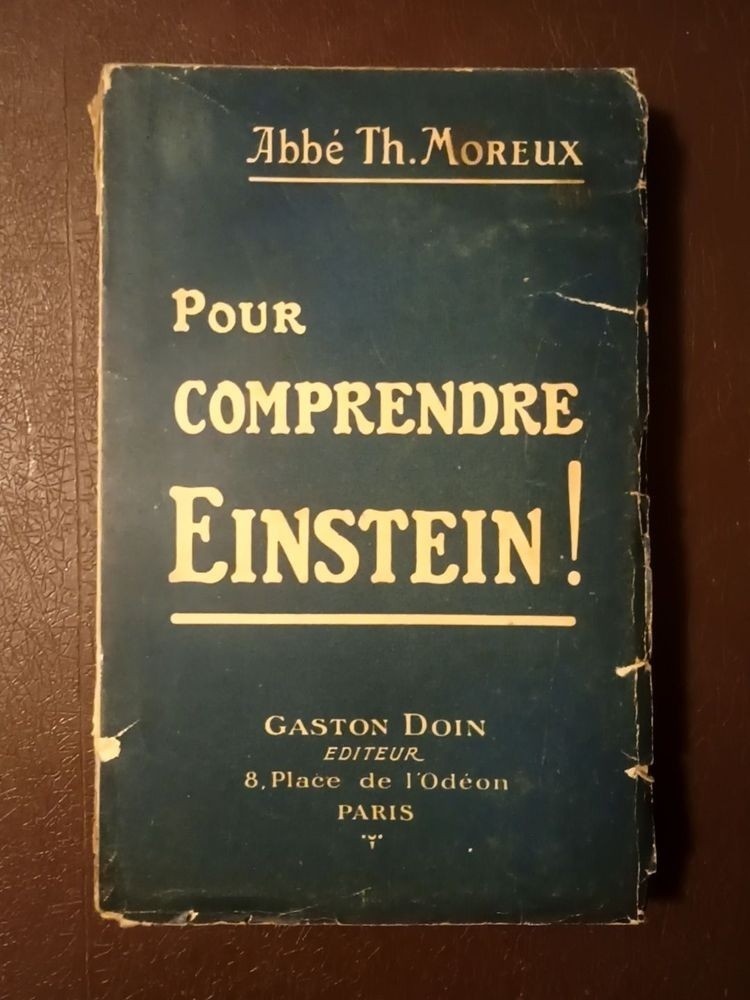 Abbé Th. Moreux
Pour
comprendre
Einstein!
Gaston Doin
Editeur
8, Place de l'Odéon
Paris